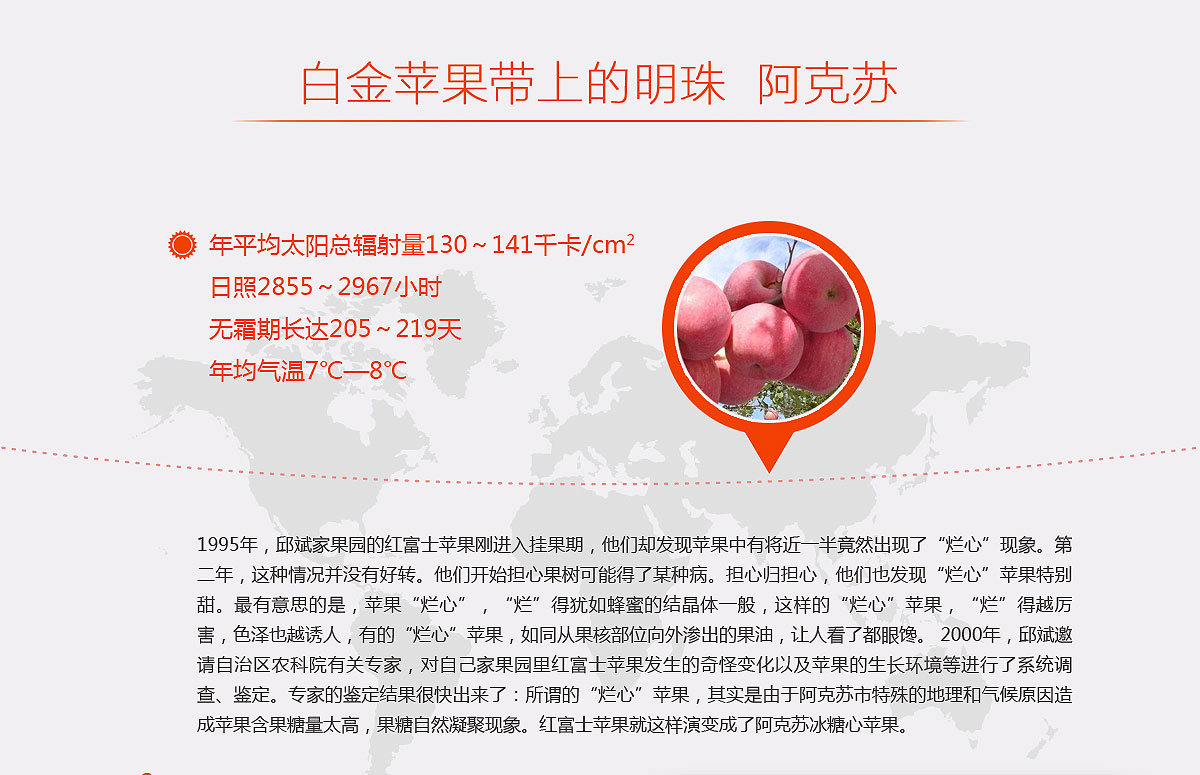 白金苹果带上的明珠 阿克苏
年平均太阳总辐射量130～141千卡/cm²
日照2855～2967小时
无霜期长达205～219天
年均气温7℃—8℃
1995年，邱斌家果园的红富士苹果刚进入挂果期，他们却发现苹果中有将近一半竟然出现了“烂心”现象。第
二年，这种情况并没有好转。他们开始担心果树可能得了某种病。担心归担心，他们也发现“烂心”苹果特别
甜。最有意思的是，苹果“烂心”，“烂”得犹如蜂蜜的结晶体一般，这样的“烂心”苹果，“烂”得越厉
害，色泽也越诱人，有的“烂心”苹果，如同从果核部位向外渗出的果油，让人看了都眼馋。 2000年，邱斌邀
请自治区农科院有关专家，对自己家果园里红富士苹果发生的奇怪变化以及苹果的生长环境等进行了系统调
查、鉴定。专家的鉴定结果很快出来了：所谓的“烂心”苹果，其实是由于阿克苏市特殊的地理和气候原因造
成苹果含果糖量太高，果糖自然凝聚现象。红富士苹果就这样演变成了阿克苏冰糖心苹果。